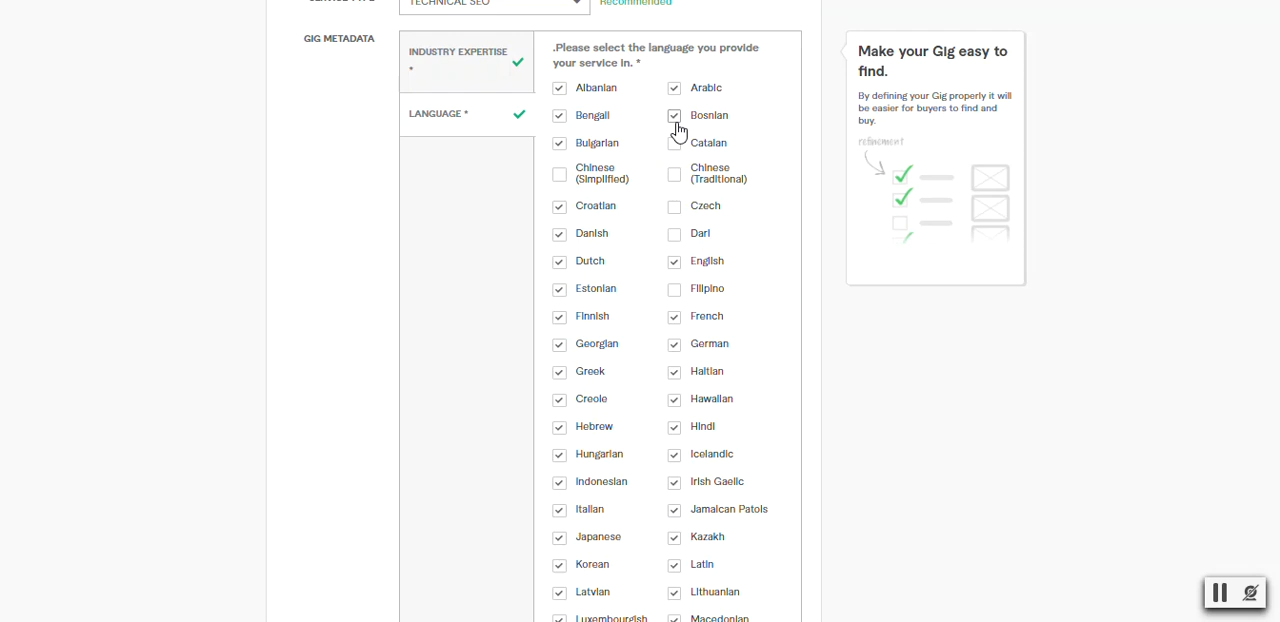 TECHNICAL SEO
Recommended
GIG METADATA
INDUSTRY EXPERTISE
*
LANGUAGE *
.Please select the language you provide
your service in. *
Albanian
Arabic
Bengali
Bosnian
Bulgarian
Catalan
Chinese
(Simplified)
Chinese
(Traditional)
Croatian
Czech
Danish
Dari
Dutch
English
Estonian
Filipino
Finnish
French
Georgian
German
Greek
Haitian
Creole
Hawaiian
Hebrew
Hindi
Hungarian
Icelandic
Indonesian
Irish Gaelic
Italian
Jamaican Patois
Japanese
Kazakh
Korean
Latin
Latvian
Lithuanian
Luxembourgish
Macedonian
Make your Gig easy to
find.
By defining your Gig properly it will
be easier for buyers to find and
buy.
refinement